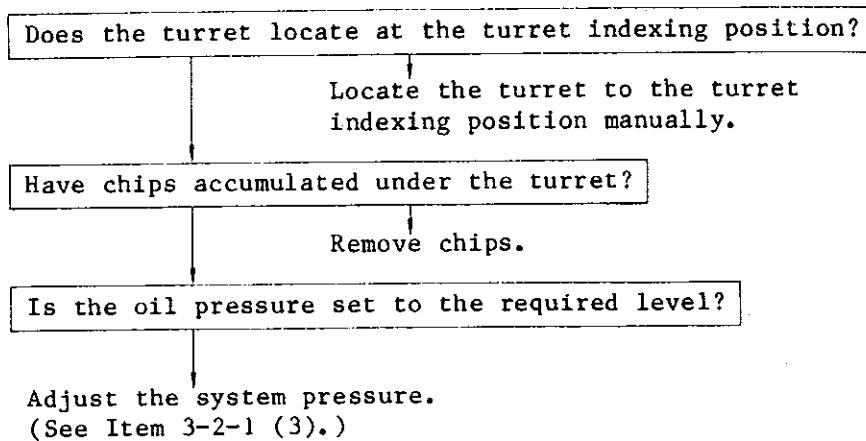 Does the turret locate at the turret indexing position?
Locate the turret to the turret
indexing position manually.
Have chips accumulated under the turret?
Remove chips.
Is the oil pressure set to the required level?
Adjust the system pressure.
(See Item 3-2-1 (3).)